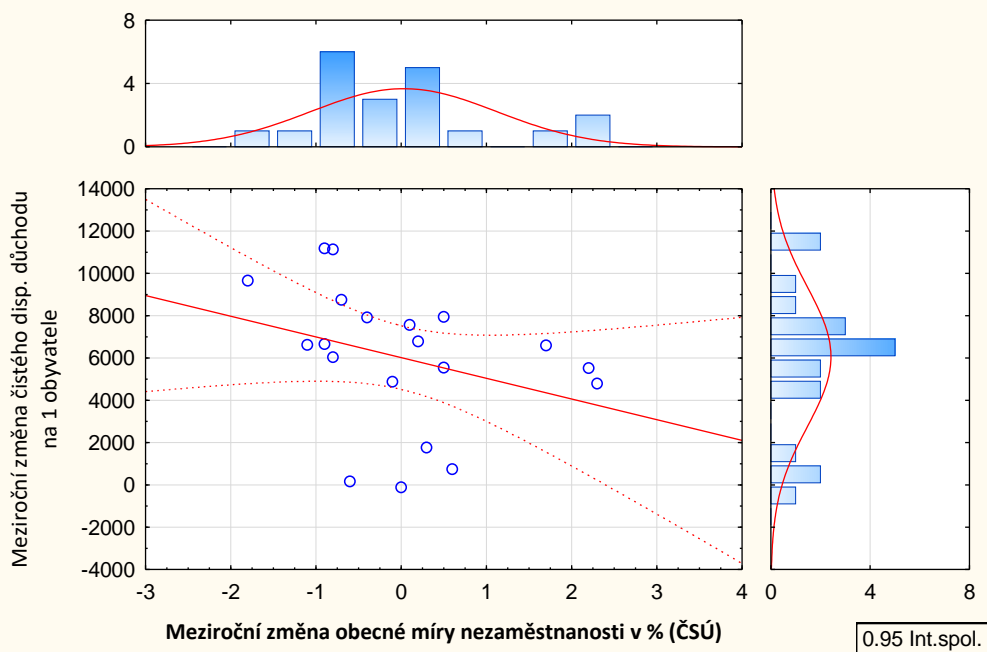 8
4
0
14000
12000
10000
8000
6000
4000
2000
0
-2000
-4000
Meziroční změna čistého disp. důchodu
na 1 obyvatele
-3 -2 -1 0 1 2 3 4
0 4 8
Meziroční změna obecné míry nezaměstnanosti v % (ČSÚ)
0.95 Int.spol.